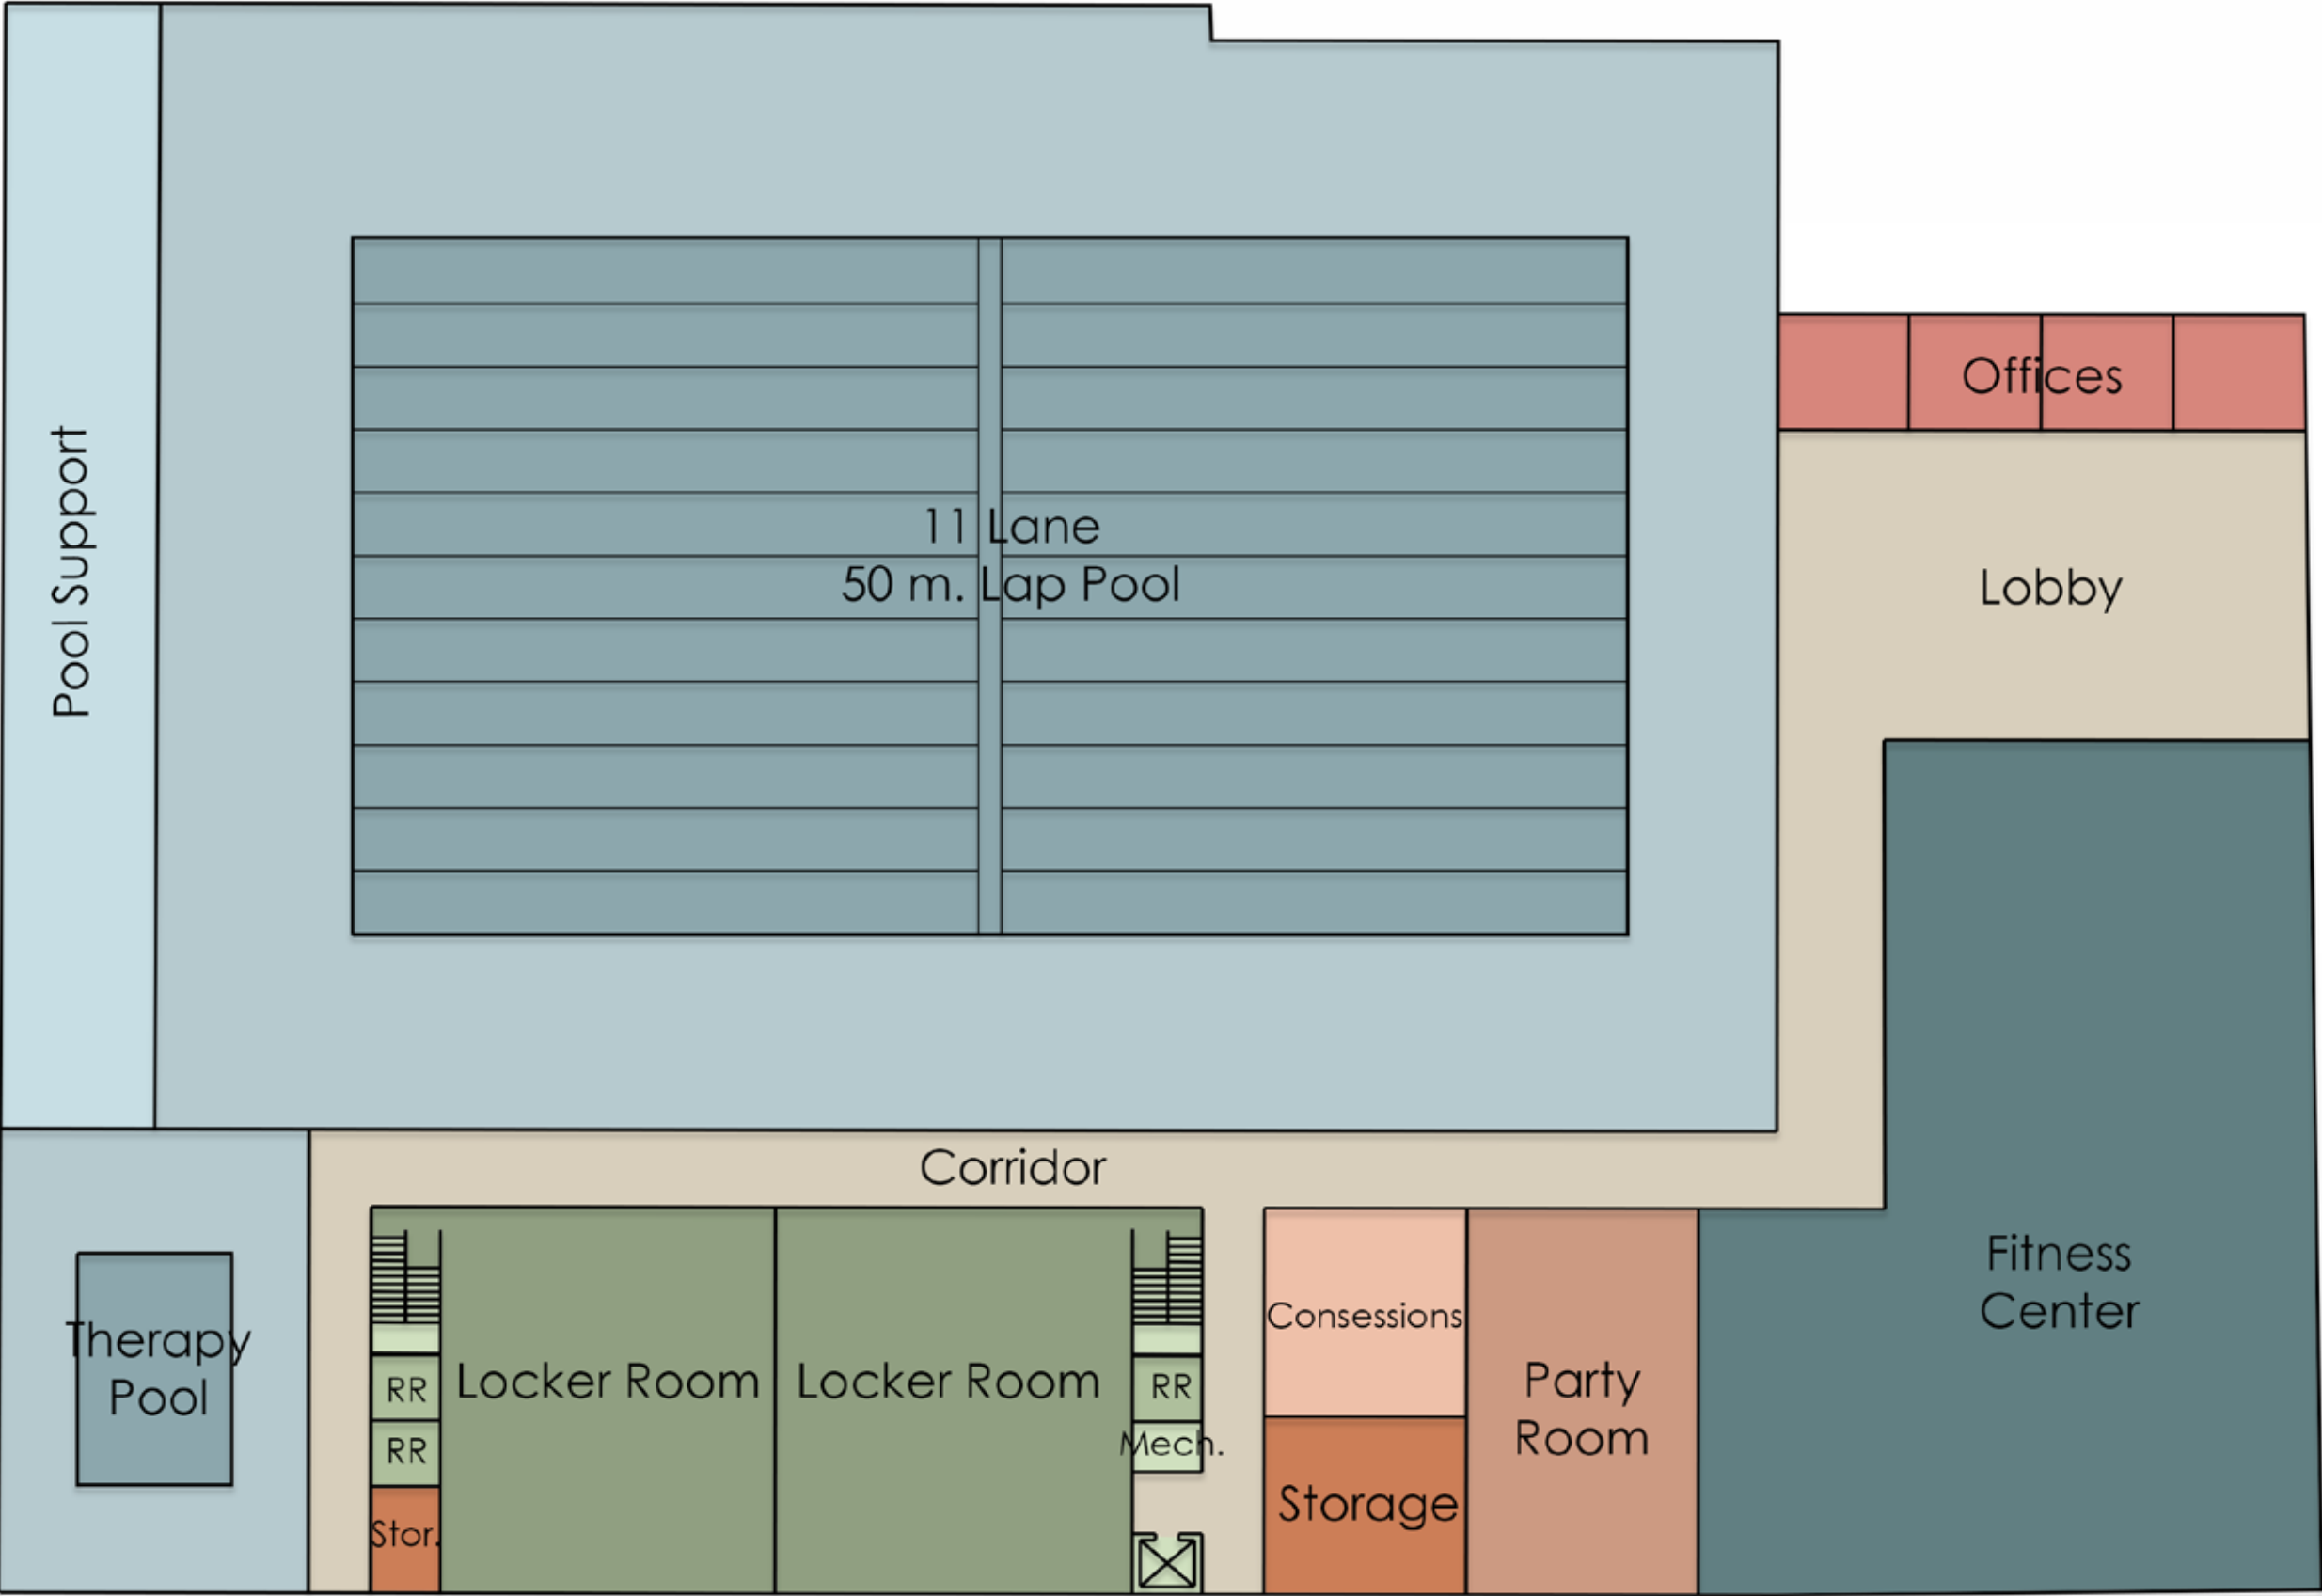 Offices
Pool Support
11 Lane
50 m. Lap Pool
Lobby
Corridor
Therapy
Pool
RR
RR
Stor.
Locker Room
Locker Room
RR
Mech.
Consessions
Storage
Party
Room
Fitness
Center